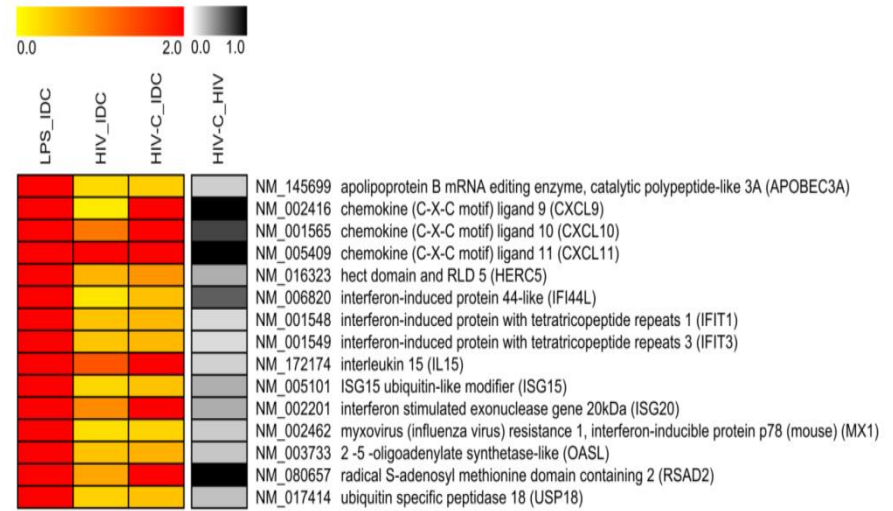 0.0 2.0 0.0 1.0
LPS_IDC
HIV_IDC
HIV-C_IDC
HIV-C_HIV
NM_145699 apolipoprotein B mRNA editing enzyme, catalytic polypeptide-like 3A (APOBEC3A)
NM_002416 chemokine (C-X-C motif) ligand 9 (CXCL9)
NM_001565 chemokine (C-X-C motif) ligand 10 (CXCL10)
NM_005409 chemokine (C-X-C motif) ligand 11 (CXCL11)
NM_016323 hect domain and RLD 5 (HERC5)
NM_006820 interferon-induced protein 44-like (IFI44L)
NM_001548 interferon-induced protein with tetratricopeptide repeats 1 (IFIT1)
NM_001549 interferon-induced protein with tetratricopeptide repeats 3 (IFIT3)
NM_172174 interleukin 15 (IL15)
NM_005101 ISG15 ubiquitin-like modifier (ISG15)
NM_002201 interferon stimulated exonuclease gene 20kDa (ISG20)
NM_002462 myxovirus (influenza virus) resistance 1, interferon-inducible protein p78 (mouse) (MX1)
NM_003733 2 -5 -oligoadenylate synthetase-like (OASL)
NM_080657 radical S-adenosyl methionine domain containing 2 (RSAD2)
NM_017414 ubiquitin specific peptidase 18 (USP18)